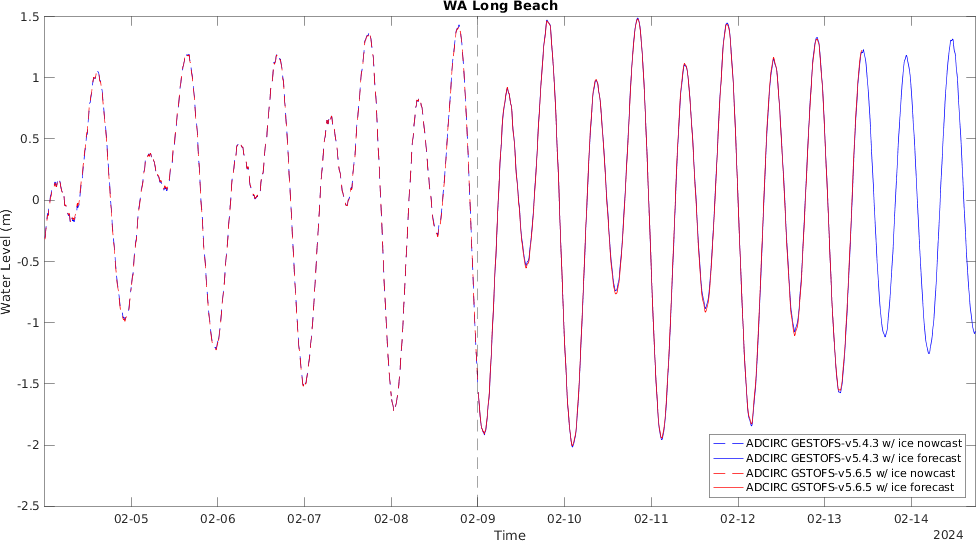 WA Long Beach
Water Level (m)
1.5
1
0.5
0
-0.5
-1
-1.5
-2
-2.5
02-05 02-06 02-07 02-08 02-09 02-10 02-11 02-12 02-13 02-14
Time
2024
ADCIRC GESTOFS-v5.4.3 w/ ice nowcast
ADCIRC GESTOFS-v5.4.3 w/ ice forecast
ADCIRC GSTOFS-v5.6.5 w/ ice nowcast
ADCIRC GSTOFS-v5.6.5 w/ ice forecast